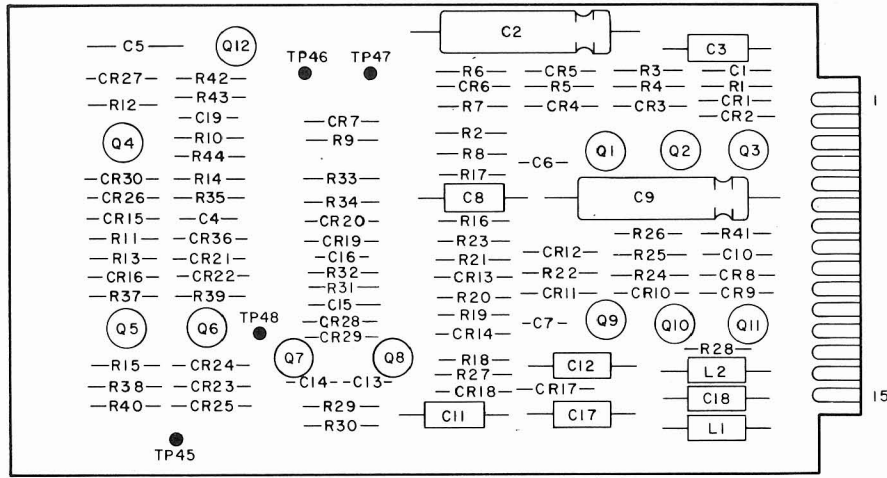 C5 Q12 TP46 TP47 C2 C3
CR27 R42 R6 CR5 R3 C1
R12 R43 CR6 R5 R4 R1
C19 R7 CR4 CR3 CR1
CR7 CR2
Q4 R10 R9 R2
R44 R8 C6 Q1 Q2 Q3
CR30 R14 R33 R17
CR26 R35 R34 C8 C9
CR15 C4 CR20 R16
R11 CR36 CR19 R23 R26 R41
R13 CR21 C16 R21 CR12 R25 C10
CR16 CR22 R32 CR13 R22 R24 CR8
R37 R39 R31 R20 CR11 CR10 CR9
C15 R19
Q5 Q6 TP48 CR28 CR14 C7 Q9 Q10 Q11
CR29
R28
R15 CR24 Q7 Q8 R18 C12 L2
R38 CR23 C14 C13 R27 CR17
R40 CR25 CR18 C18
R29 C11 C17
R30 L1
TP45
1
15